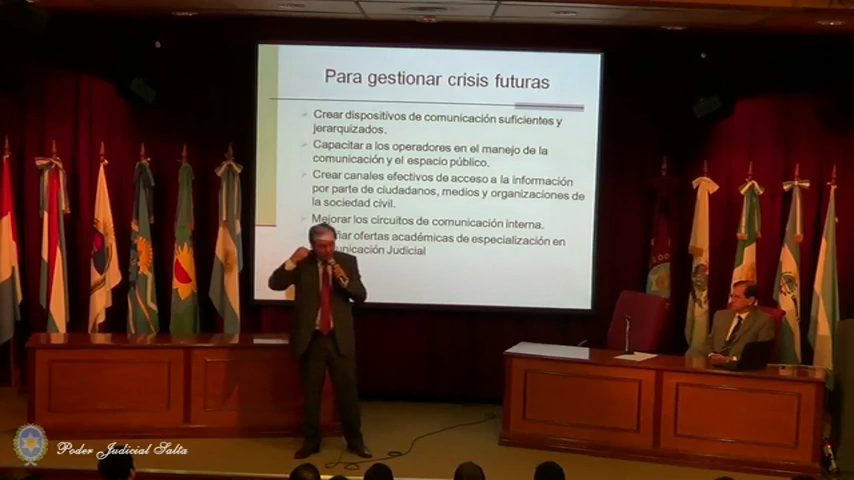 Para gestionar crisis futuras
Crear dispositivos de comunicación suficientes y
jerarquizados.
Capacitar a los operadores en el manejo de la
comunicación y el espacio público.
Crear canales efectivos de acceso a la información
por parte de ciudadanos, medios y organizaciones de
la sociedad civil.
Mejorar los circuitos de comunicación interna.
ofertas académicas de especialización en
Judicial
Poder Judicial Salta